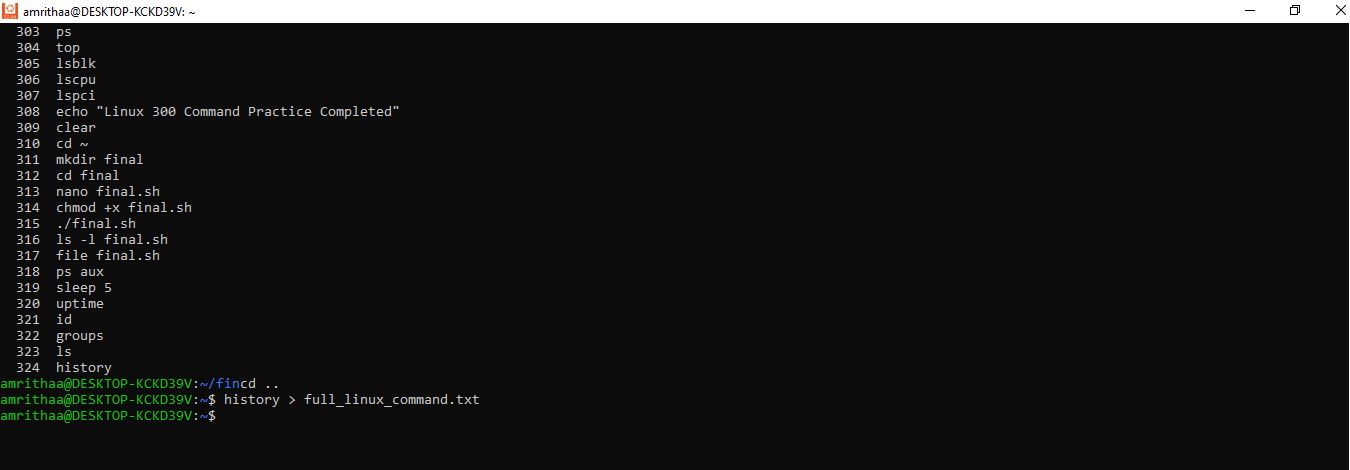 amrithaa@DESKTOP-KCKD39V: ~
303 ps
304 top
305 lsblk
306 lscpu
307 lspci
308 echo "Linux 300 Command Practice Completed"
309 clear
310 cd ~
311 mkdir final
312 cd final
313 nano final.sh
314 chmod +x final.sh
315 ./final.sh
316 ls -l final.sh
317 file final.sh
318 ps aux
319 sleep 5
320 uptime
321 id
322 groups
323 ls
324 history
amrithaa@DESKTOP-KCKD39V:~/fincd ..
amrithaa@DESKTOP-KCKD39V:~$ history > full_linux_command.txt
amrithaa@DESKTOP-KCKD39V:~$